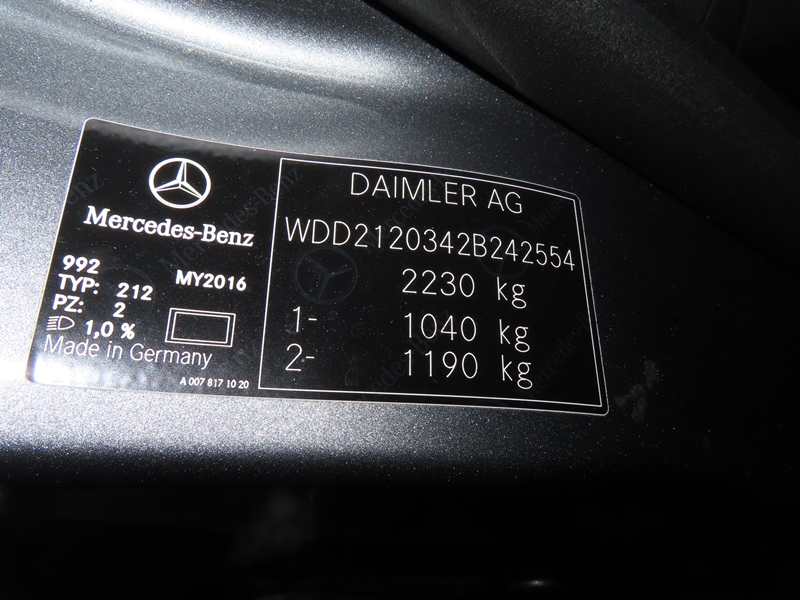 Mercedes-Benz
992
TYP: 212
MY2016
PZ: 2
1,0 %
Made in Germany
A 007 817 10 20
DAIMLER AG
WDD2120342B242554
2230 kg
1- 1040 kg
2- 1190 kg